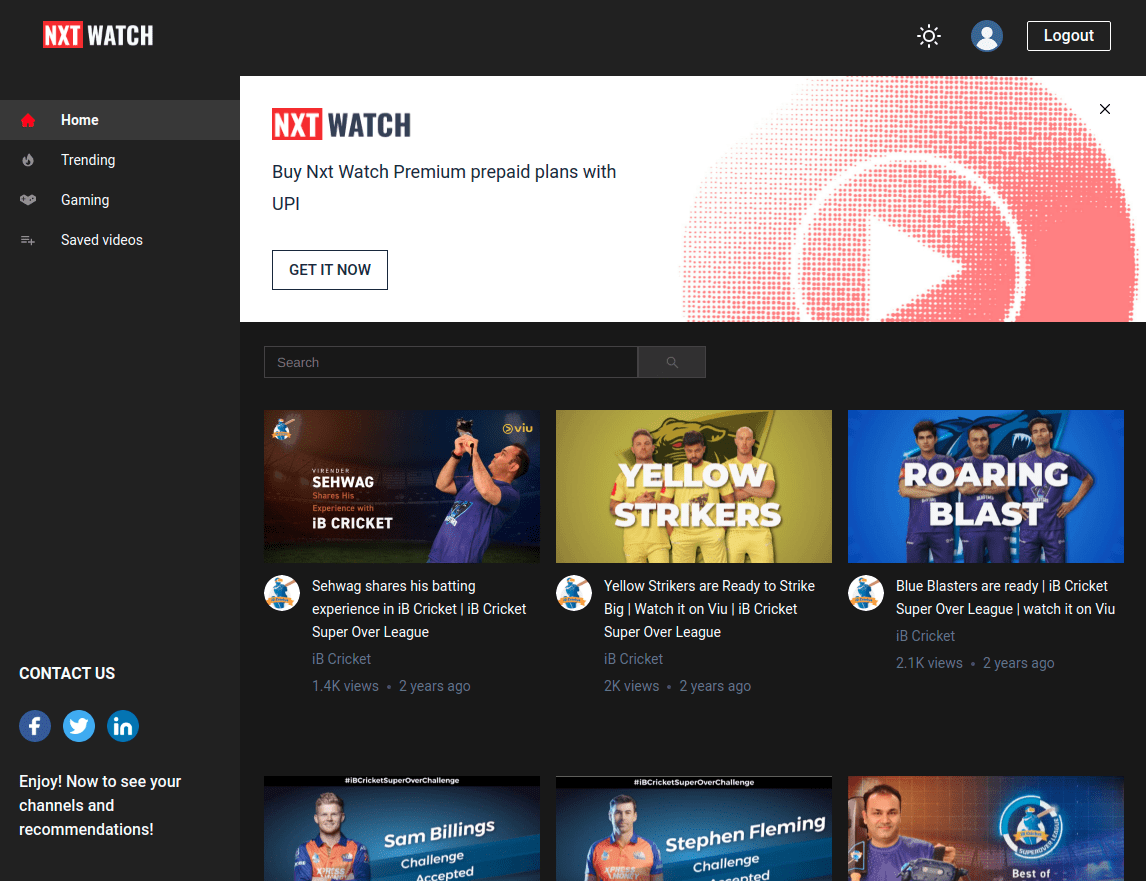 NXT WATCH
Logout
Home
Trending
Gaming
Saved videos
NXT WATCH
Buy Nxt Watch Premium prepaid plans with
UPI
GET IT NOW
Search
viu
VIRENDER
SEHWAG
Shares His
Experience with
iB CRICKET
YELLOW
STRIKERS
ROARING
BLAST
Sehwag shares his batting
experience in iB Cricket | iB Cricket
Super Over League
iB Cricket
1.4K views • 2 years ago
Yellow Strikers are Ready to Strike
Big | Watch it on Viu | iB Cricket
Super Over League
iB Cricket
2K views • 2 years ago
Blue Blasters are ready | iB Cricket
Super Over League | watch it on Viu
iB Cricket
2.1K views • 2 years ago
CONTACT US
Enjoy! Now to see your
channels and
recommendations!
#iBCricketSuperOverChallenge
Sam Billings
Challenge
Accepted
#iBCricketSuperOverChallenge
Stephen Fleming
Challenge
Accepted
SUPEROVER LEAGUE
Best of